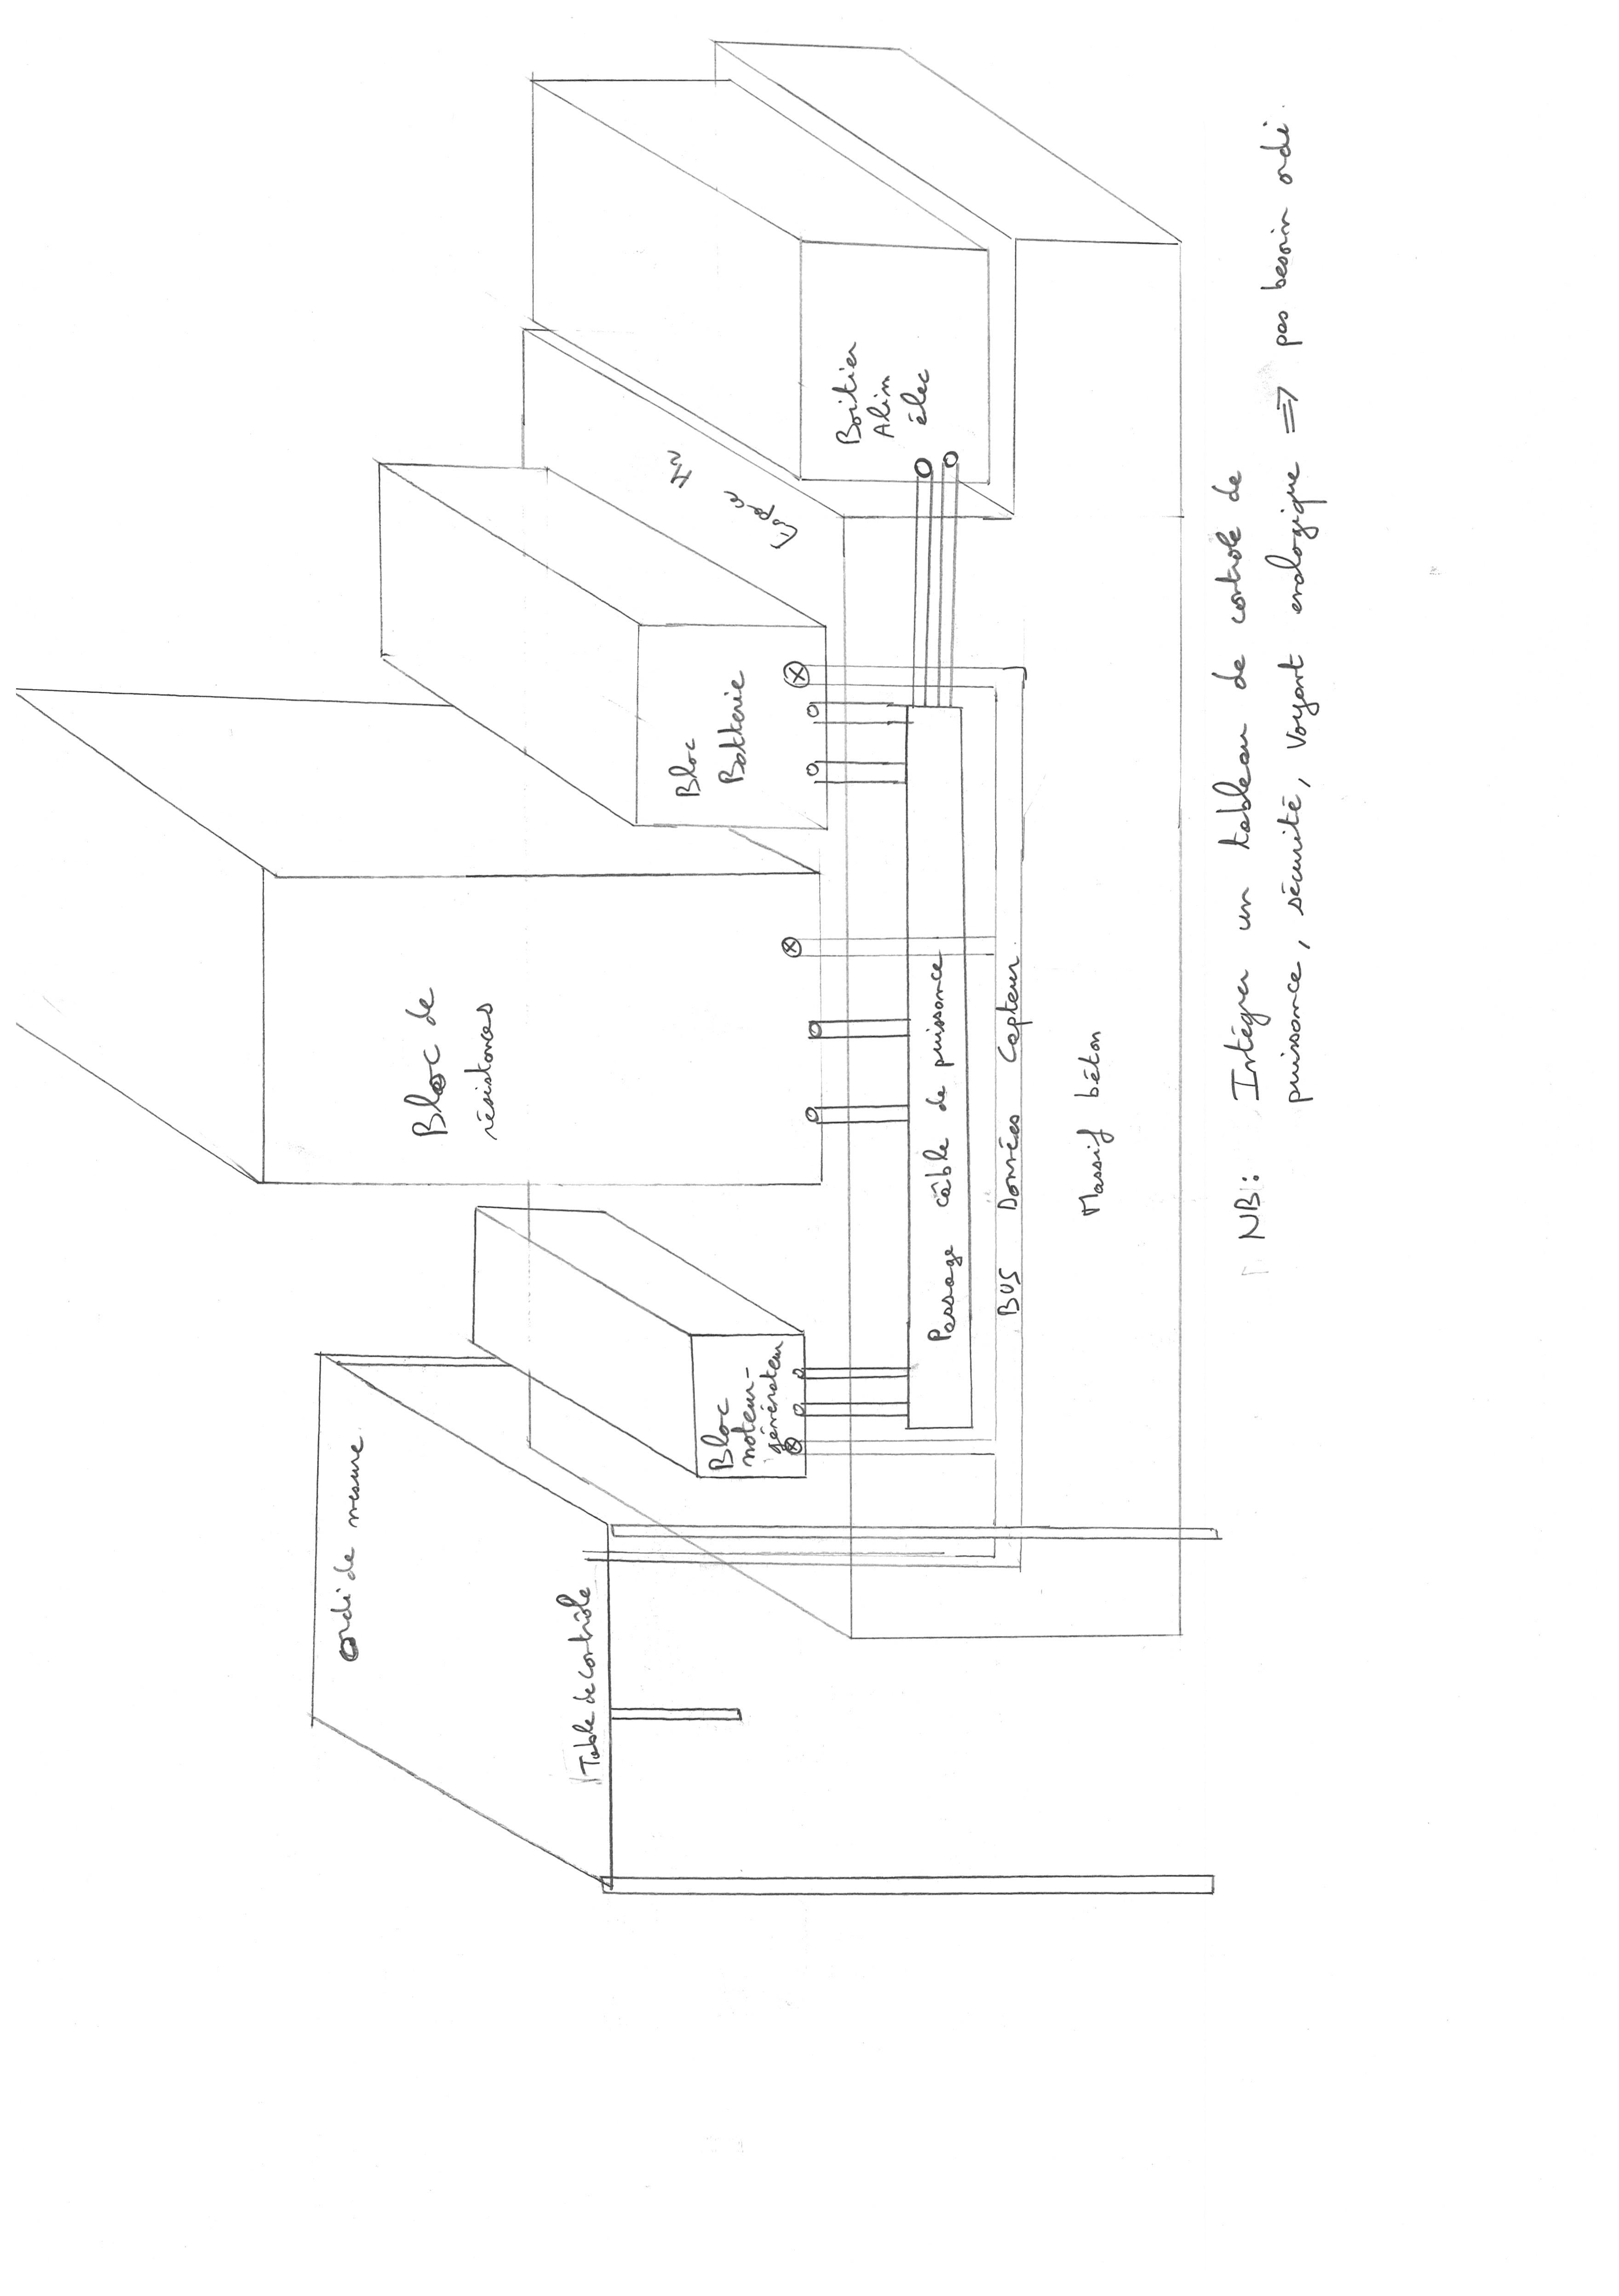 ordi de mesure
Table de contrôle
Bloc
moteur-
générateur
Bloc de
résistances
Bloc
Batterie
Boitier
Alim
élec
Passage câble de puissance
BUS Données Capteur
Massif béton
NB: Intégrer un tableau de controle de
puissance, sécurité, Voyant analogique => pas besoin ordi.